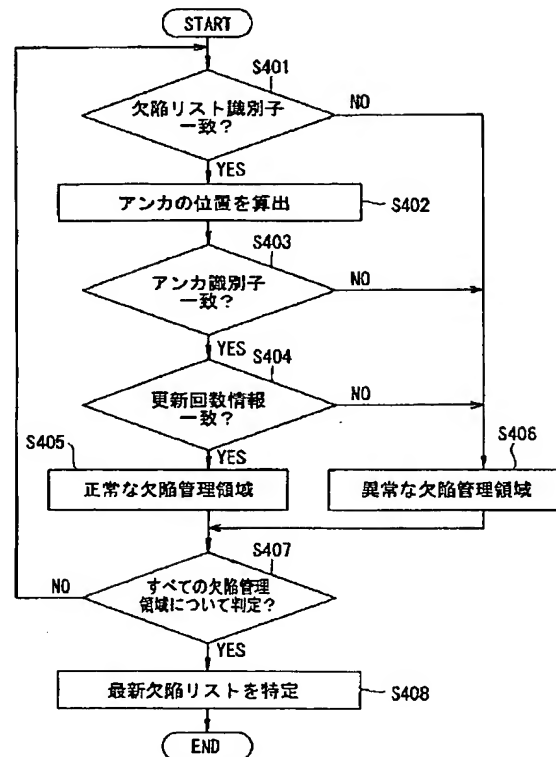 START
S401
欠陥リスト識別子
一致?
NO
YES
アンカの位置を算出
S402
S403
アンカ識別子
一致?
NO
YES
S404
更新回数情報
一致?
NO
S405
YES
S406
正常な欠陥管理領域
異常な欠陥管理領域
S407
NO
すべての欠陥管理
領域について判定?
YES
最新欠陥リストを特定
S408
END